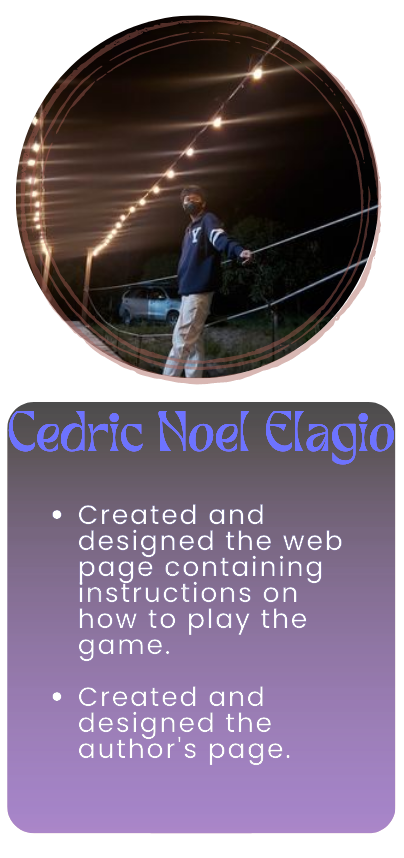 Y
Cedric Noel Elagio
• Created and
designed the web
page containing
instructions on
how to play the
game.
• Created and
designed the
author's page.